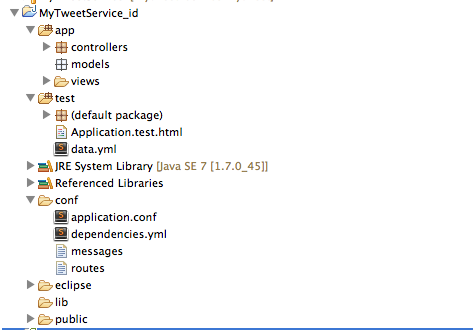 MyTweetService_id
app
controllers
models
views
test
(default package)
Application.test.html
data.yml
JRE System Library [Java SE 7 [1.7.0_45]]
Referenced Libraries
conf
application.conf
dependencies.yml
messages
routes
eclipse
lib
public